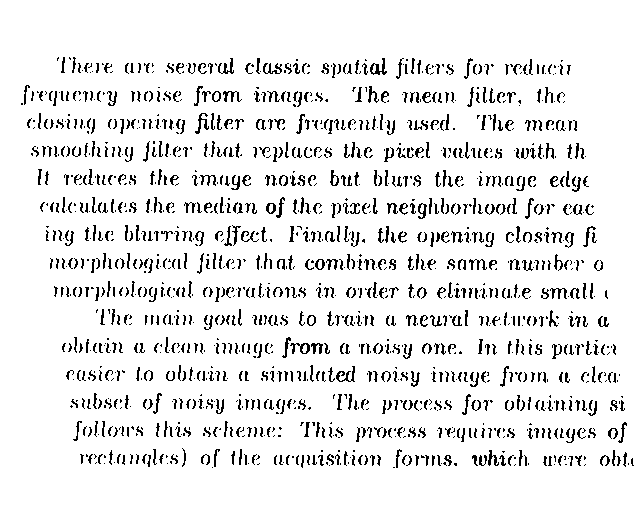 There are several classic spatial filters for reducin
frequency noise from images. The mean filter, the
closing opening filter are frequently used. The mean
smoothing filter that replaces the pixel values with th
It reduces the image noise but blurs the image edge
calculates the median of the pixel neighborhood for eac
ing the blurring effect. Finally, the opening closing fi
morphological filter that combines the same number o
morphological operations in order to eliminate small
The main goal was to train a neural network in a
obtain a clean image from a noisy one. In this particu
easier to obtain a simulated noisy image from a clea
subset of noisy images. The process for obtaining si
follows this scheme: This process requires images of
rectangles) of the acquisition forms, which were obta